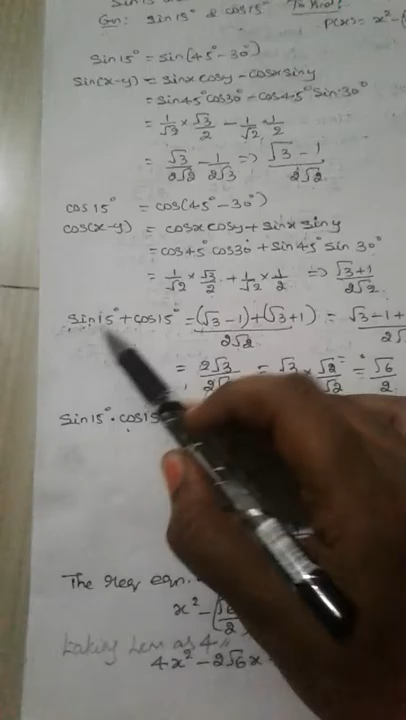 Gn: sin15° & cos15° To find:
P(x) = x² - (
sin15° = sin(45° - 30°)
sin(x-y) = sinx cosy - cosx siny
= sin45° cos30° - cos45° sin30°
= 1/√2 × √3/2 - 1/√2 × 1/2
= √3/2√2 - 1/2√3 => √3 - 1/2√2
cos15° = cos(45° - 30°)
cos(x-y) = cosx cosy + sinx siny
= cos45° cos30° + sin45° sin30°
= 1/√2 × √3/2 + 1/√2 × 1/2 => √3+1/2√2
sin15° + cos15° = (√3 - 1) + (√3 + 1)/2√2 = √3 - 1 +
= 2√3/2√2 = √3 × √2/√2 = √6/2
sin15° · cos15
The req eqn.
x² - (√6/2)
taking lcm as 4
4x² - 2√6x